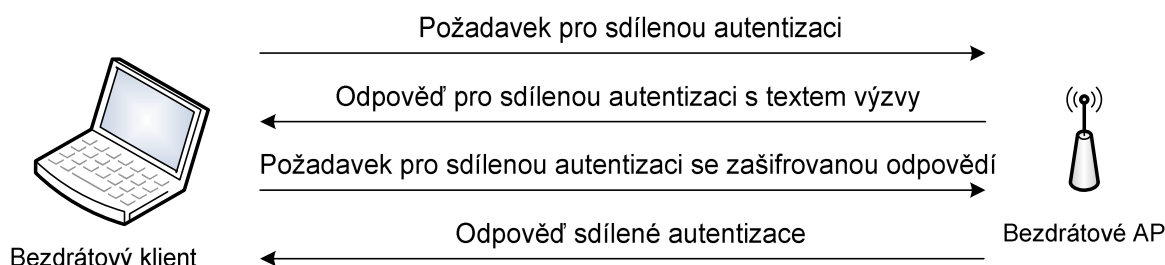 Požadavek pro sdílenou autentizaci
Odpověď pro sdílenou autentizaci s textem výzvy
Požadavek pro sdílenou autentizaci se zašifrovanou odpovědí
Odpověď sdílené autentizace
Bezdrátový klient
Bezdrátové AP